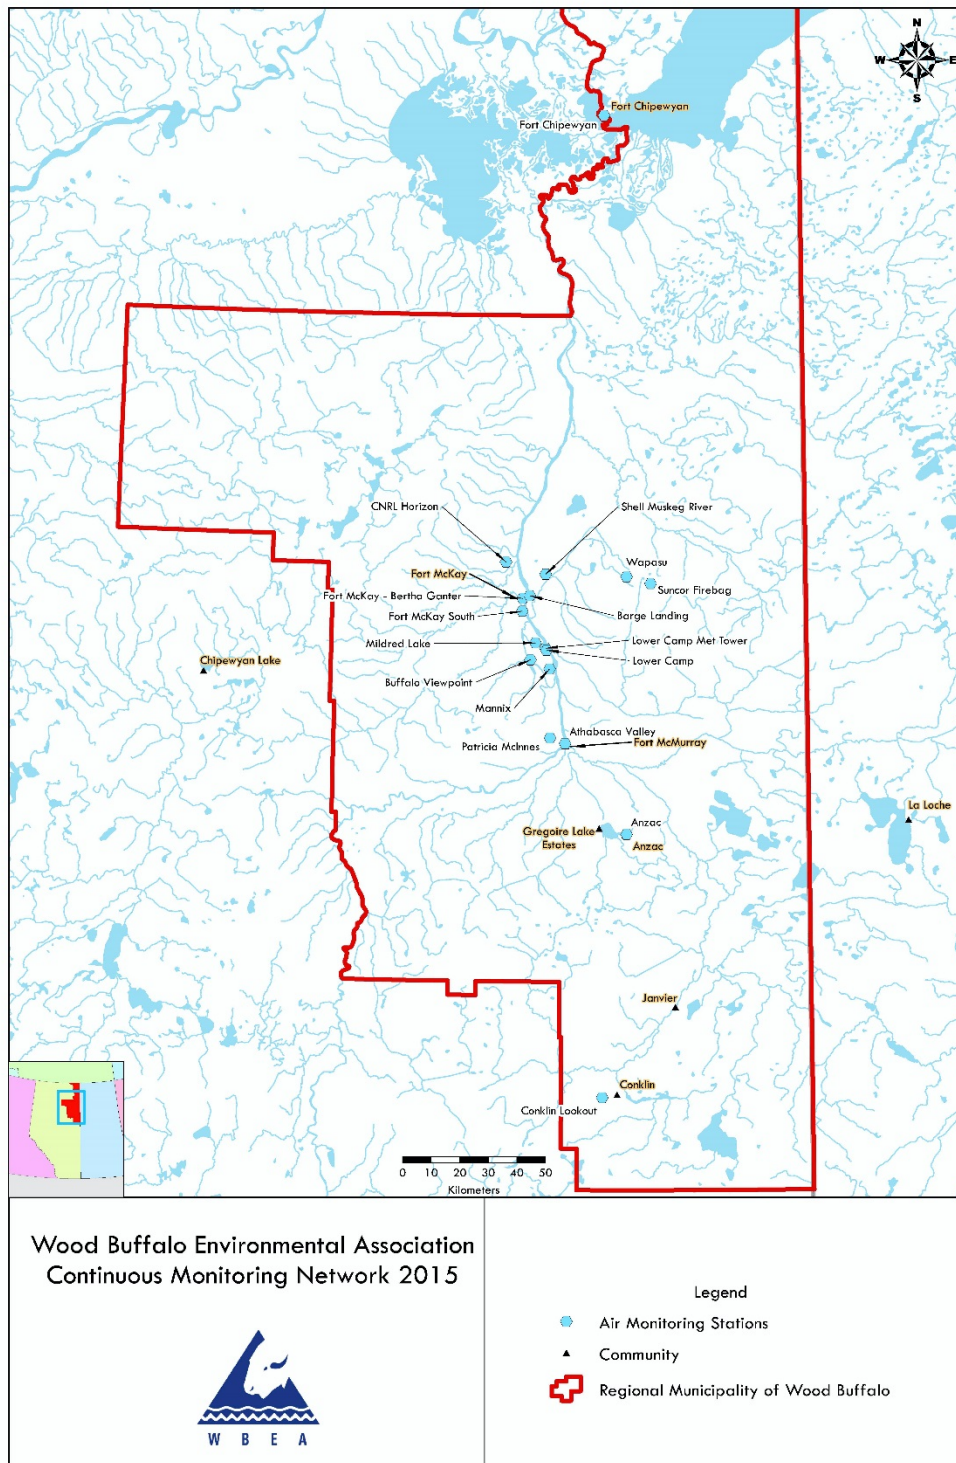 N
W E
S
Fort Chipewyan
Fort Chipewyan
CNRL Horizon
Shell Muskeg River
Fort McKay
Wapasu
Suncor Firebag
Fort McKay - Bertha Ganter
Barge Landing
Fort McKay South
Mildred Lake
Lower Camp Met Tower
Lower Camp
Chipewyan Lake
Buffalo Viewpoint
Mannix
Athabasca Valley
Patricia McInnes
Fort McMurray
La Loche
Anzac
Gregoire Lake
Estates
Anzac
Janvier
Conklin
Conklin Lookout
0 10 20 30 40 50
Kilometers
Wood Buffalo Environmental Association
Continuous Monitoring Network 2015
W B E A
Legend
Air Monitoring Stations
Community
Regional Municipality of Wood Buffalo